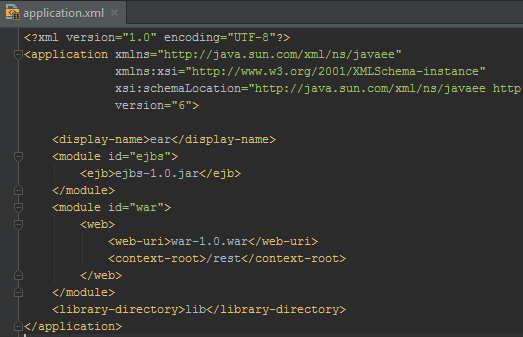 application.xml
<?xml version="1.0" encoding="UTF-8"?>
<application xmlns="http://java.sun.com/xml/ns/javaee"
xmlns:xsi="http://www.w3.org/2001/XMLSchema-instance"
xsi:schemaLocation="http://java.sun.com/xml/ns/javaee http
version="6">
<display-name>ear</display-name>
<module id="ejbs">
<ejb>ejbs-1.0.jar</ejb>
</module>
<module id="war">
<web>
<web-uri>war-1.0.war</web-uri>
<context-root>/rest</context-root>
</web>
</module>
<library-directory>lib</library-directory>
</application>